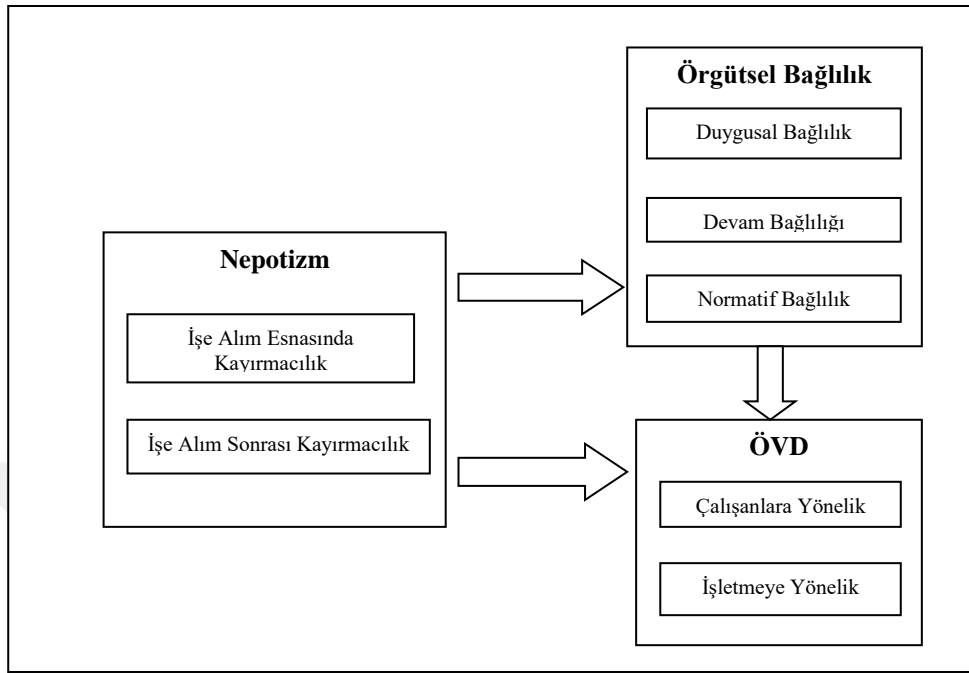 Nepotizm
İşe Alım Esnasında
Kayırmacılık
İşe Alım Sonrası Kayırmacılık
Örgütsel Bağlılık
Duygusal Bağlılık
Devam Bağlılığı
Normatif Bağlılık
ÖVD
Çalışanlara Yönelik
İşletmeye Yönelik